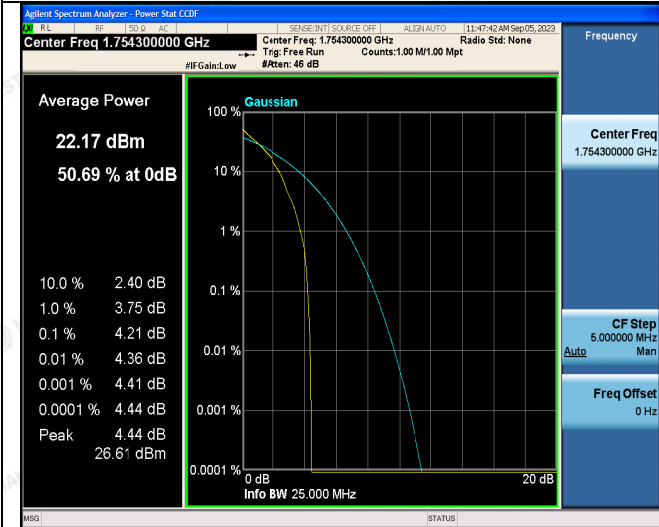 Agilent Spectrum Analyzer - Power Stat CCDF
RL RF 50 Ω AC SENSE:INT SOURCE OFF ALIGN AUTO 11:47:42 AM Sep 05, 2023
Center Freq 1.754300000 GHz
Center Freq: 1.754300000 GHz Radio Std: None
Trig: Free Run Counts:1.00 M/1.00 Mpt
#IFGain:Low #Atten: 46 dB
Frequency
Average Power
22.17 dBm
50.69 % at 0dB
10.0 % 2.40 dB
1.0 % 3.75 dB
0.1 % 4.21 dB
0.01 % 4.36 dB
0.001 % 4.41 dB
0.0001 % 4.44 dB
Peak 4.44 dB
26.61 dBm
Gaussian
100 %
10 %
1 %
0.1 %
0.01 %
0.001 %
0.0001 %
0 dB 20 dB
Info BW 25.000 MHz
Center Freq
1.754300000 GHz
CF Step
5.000000 MHz
Auto Man
Freq Offset
0 Hz
MSG STATUS